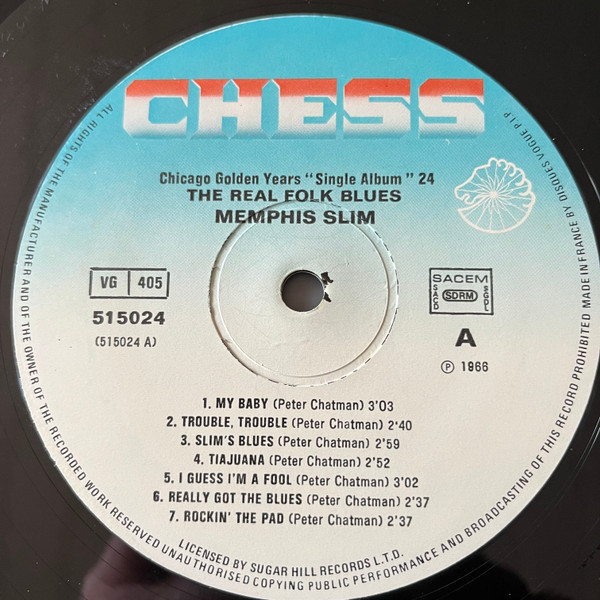 CHESS
Chicago Golden Years "Single Album" 24
THE REAL FOLK BLUES
MEMPHIS SLIM
VG 405
515024
(515024 A)
SACEM
SACD SDRM SGDL
A
Ⓟ 1966
1. MY BABY (Peter Chatman) 3'03
2. TROUBLE, TROUBLE (Peter Chatman) 2'40
3. SLIM'S BLUES (Peter Chatman) 2'59
4. TIAJUANA (Peter Chatman) 2'52
5. I GUESS I'M A FOOL (Peter Chatman) 3'02
6. REALLY GOT THE BLUES (Peter Chatman) 2'37
7. ROCKIN' THE PAD (Peter Chatman) 2'37
LICENSED BY SUGAR HILL RECORDS L.T.D.
ALL RIGHTS OF THE MANUFACTURER AND OF THE OWNER OF THE RECORDED WORK RESERVED UNAUTHORISED COPYING PUBLIC PERFORMANCE AND BROADCASTING OF THIS RECORD PROHIBITED MADE IN FRANCE BY DISQUES VOGUE P.I.P